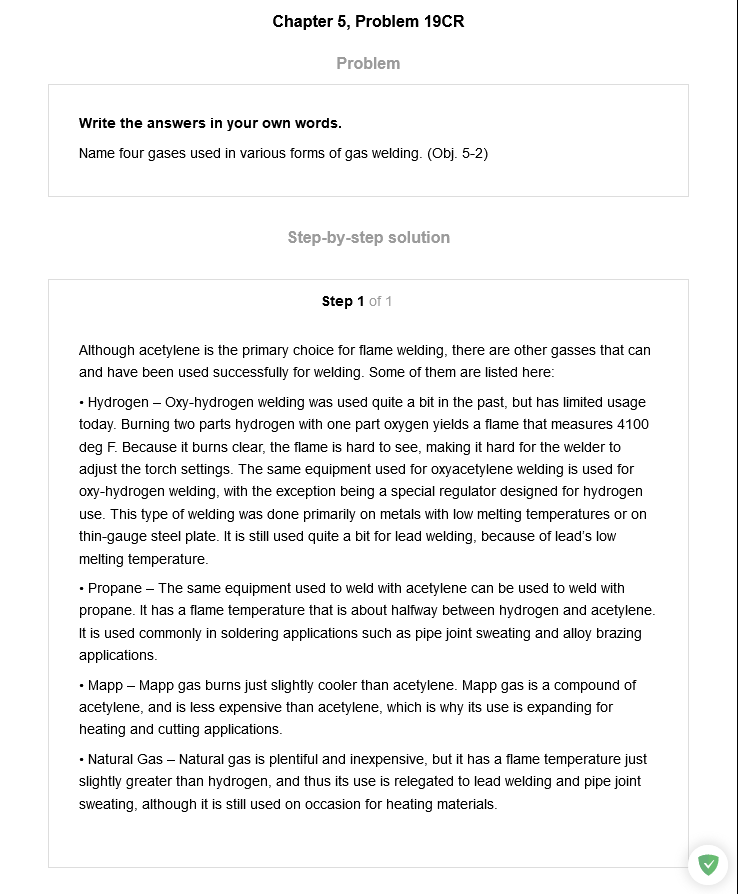 Chapter 5, Problem 19CR
Problem
Write the answers in your own words.
Name four gases used in various forms of gas welding. (Obj. 5-2)
Step-by-step solution
Step 1 of 1
Although acetylene is the primary choice for flame welding, there are other gasses that can
and have been used successfully for welding. Some of them are listed here:
• Hydrogen – Oxy-hydrogen welding was used quite a bit in the past, but has limited usage
today. Burning two parts hydrogen with one part oxygen yields a flame that measures 4100
deg F. Because it burns clear, the flame is hard to see, making it hard for the welder to
adjust the torch settings. The same equipment used for oxyacetylene welding is used for
oxy-hydrogen welding, with the exception being a special regulator designed for hydrogen
use. This type of welding was done primarily on metals with low melting temperatures or on
thin-gauge steel plate. It is still used quite a bit for lead welding, because of lead’s low
melting temperature.
• Propane – The same equipment used to weld with acetylene can be used to weld with
propane. It has a flame temperature that is about halfway between hydrogen and acetylene.
It is used commonly in soldering applications such as pipe joint sweating and alloy brazing
applications.
• Mapp – Mapp gas burns just slightly cooler than acetylene. Mapp gas is a compound of
acetylene, and is less expensive than acetylene, which is why its use is expanding for
heating and cutting applications.
• Natural Gas – Natural gas is plentiful and inexpensive, but it has a flame temperature just
slightly greater than hydrogen, and thus its use is relegated to lead welding and pipe joint
sweating, although it is still used on occasion for heating materials.